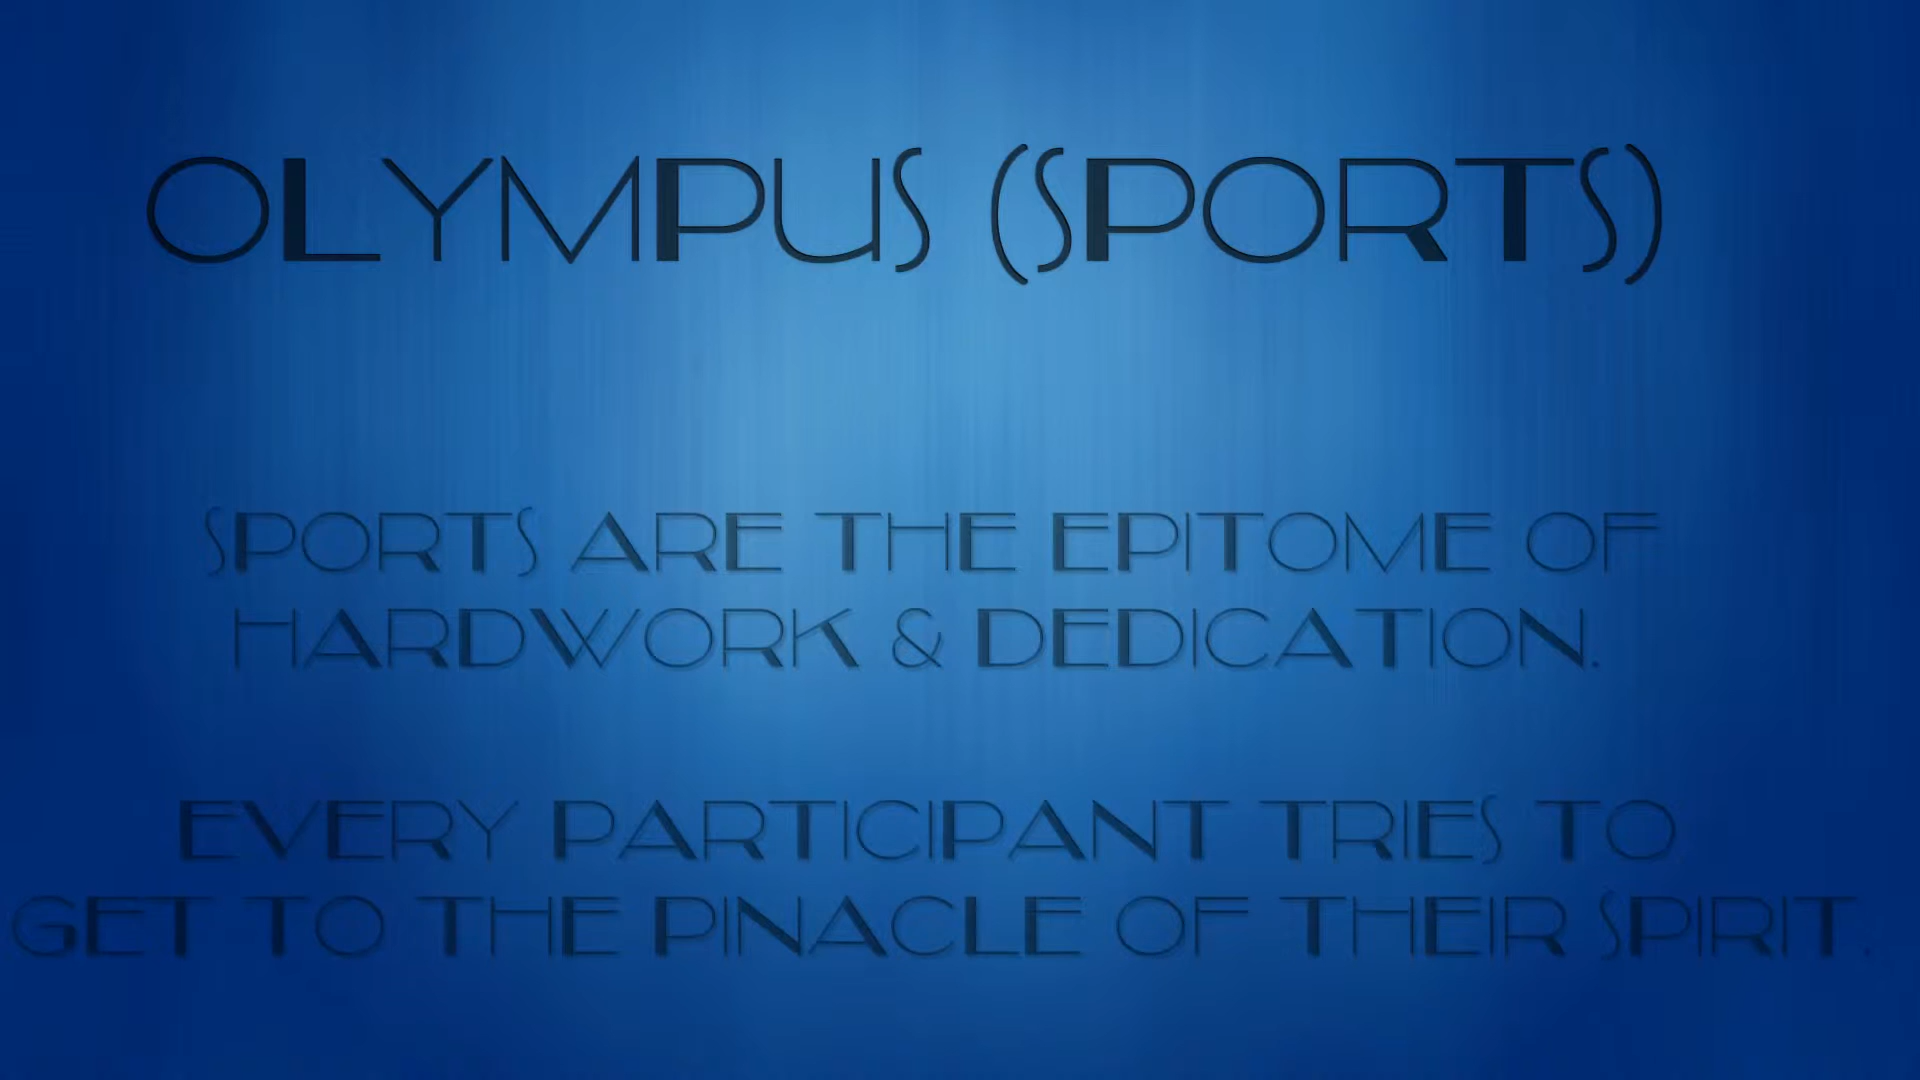 OLYMPUS (SPORTS)
SPORTS ARE THE EPITOME OF
HARDWORK & DEDICATION.
EVERY PARTICIPANT TRIES TO
GET TO THE PINACLE OF THEIR SPIRIT.